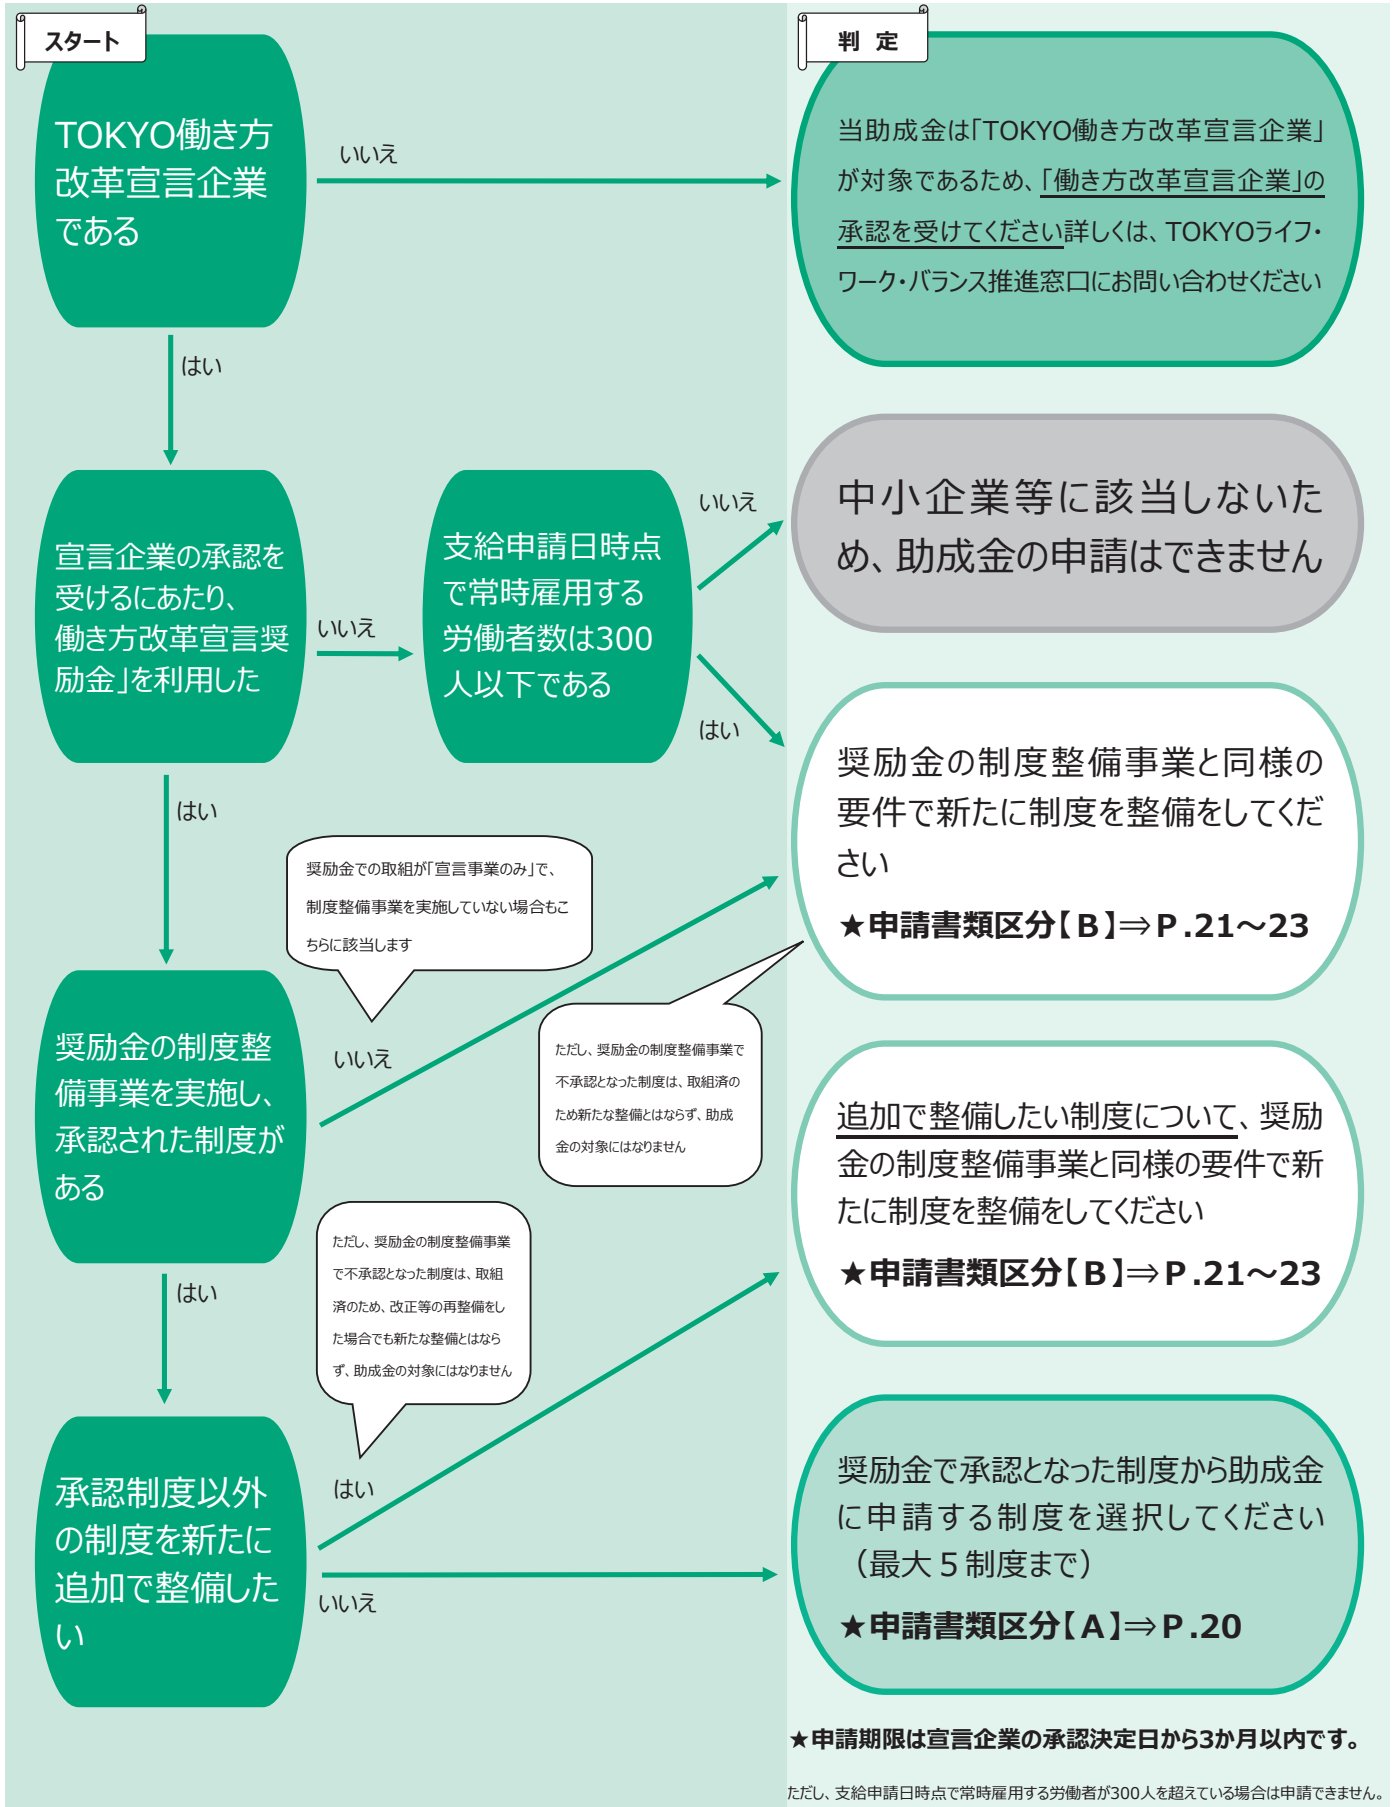 スタート
判 定
TOKYO働き方
改革宣言企業
である
いいえ
当助成金は「TOKYO働き方改革宣言企業」
が対象であるため、「働き方改革宣言企業」の
承認を受けてください詳しくは、TOKYOライフ・
ワーク・バランス推進窓口にお問い合わせください
はい
宣言企業の承認を
受けるにあたり、
働き方改革宣言奨
励金」を利用した
いいえ
支給申請日時点
で常時雇用する
労働者数は300
人以下である
いいえ
中小企業等に該当しないた
め、助成金の申請はできません
はい
奨励金の制度整備事業と同様の
要件で新たに制度を整備をしてくだ
さい
★申請書類区分【B】⇒P.21～23
はい
奨励金での取組が「宣言事業のみ」で、
制度整備事業を実施していない場合もこ
ちらに該当します
奨励金の制度整
備事業を実施し、
承認された制度が
ある
いいえ
ただし、奨励金の制度整備事業で
不承認となった制度は、取組済の
ため新たな整備とはならず、助成
金の対象にはなりません
追加で整備したい制度について、奨励
金の制度整備事業と同様の要件で新
たに制度を整備をしてください
★申請書類区分【B】⇒P.21～23
はい
ただし、奨励金の制度整備事業
で不承認となった制度は、取組
済のため、改正等の再整備をし
た場合でも新たな整備とはなら
ず、助成金の対象にはなりません
承認制度以外
の制度を新たに
追加で整備した
い
はい
いいえ
奨励金で承認となった制度から助成金
に申請する制度を選択してください
（最大５制度まで）
★申請書類区分【A】⇒P.20
★申請期限は宣言企業の承認決定日から3か月以内です。
ただし、支給申請日時点で常時雇用する労働者が300人を超えている場合は申請できません。